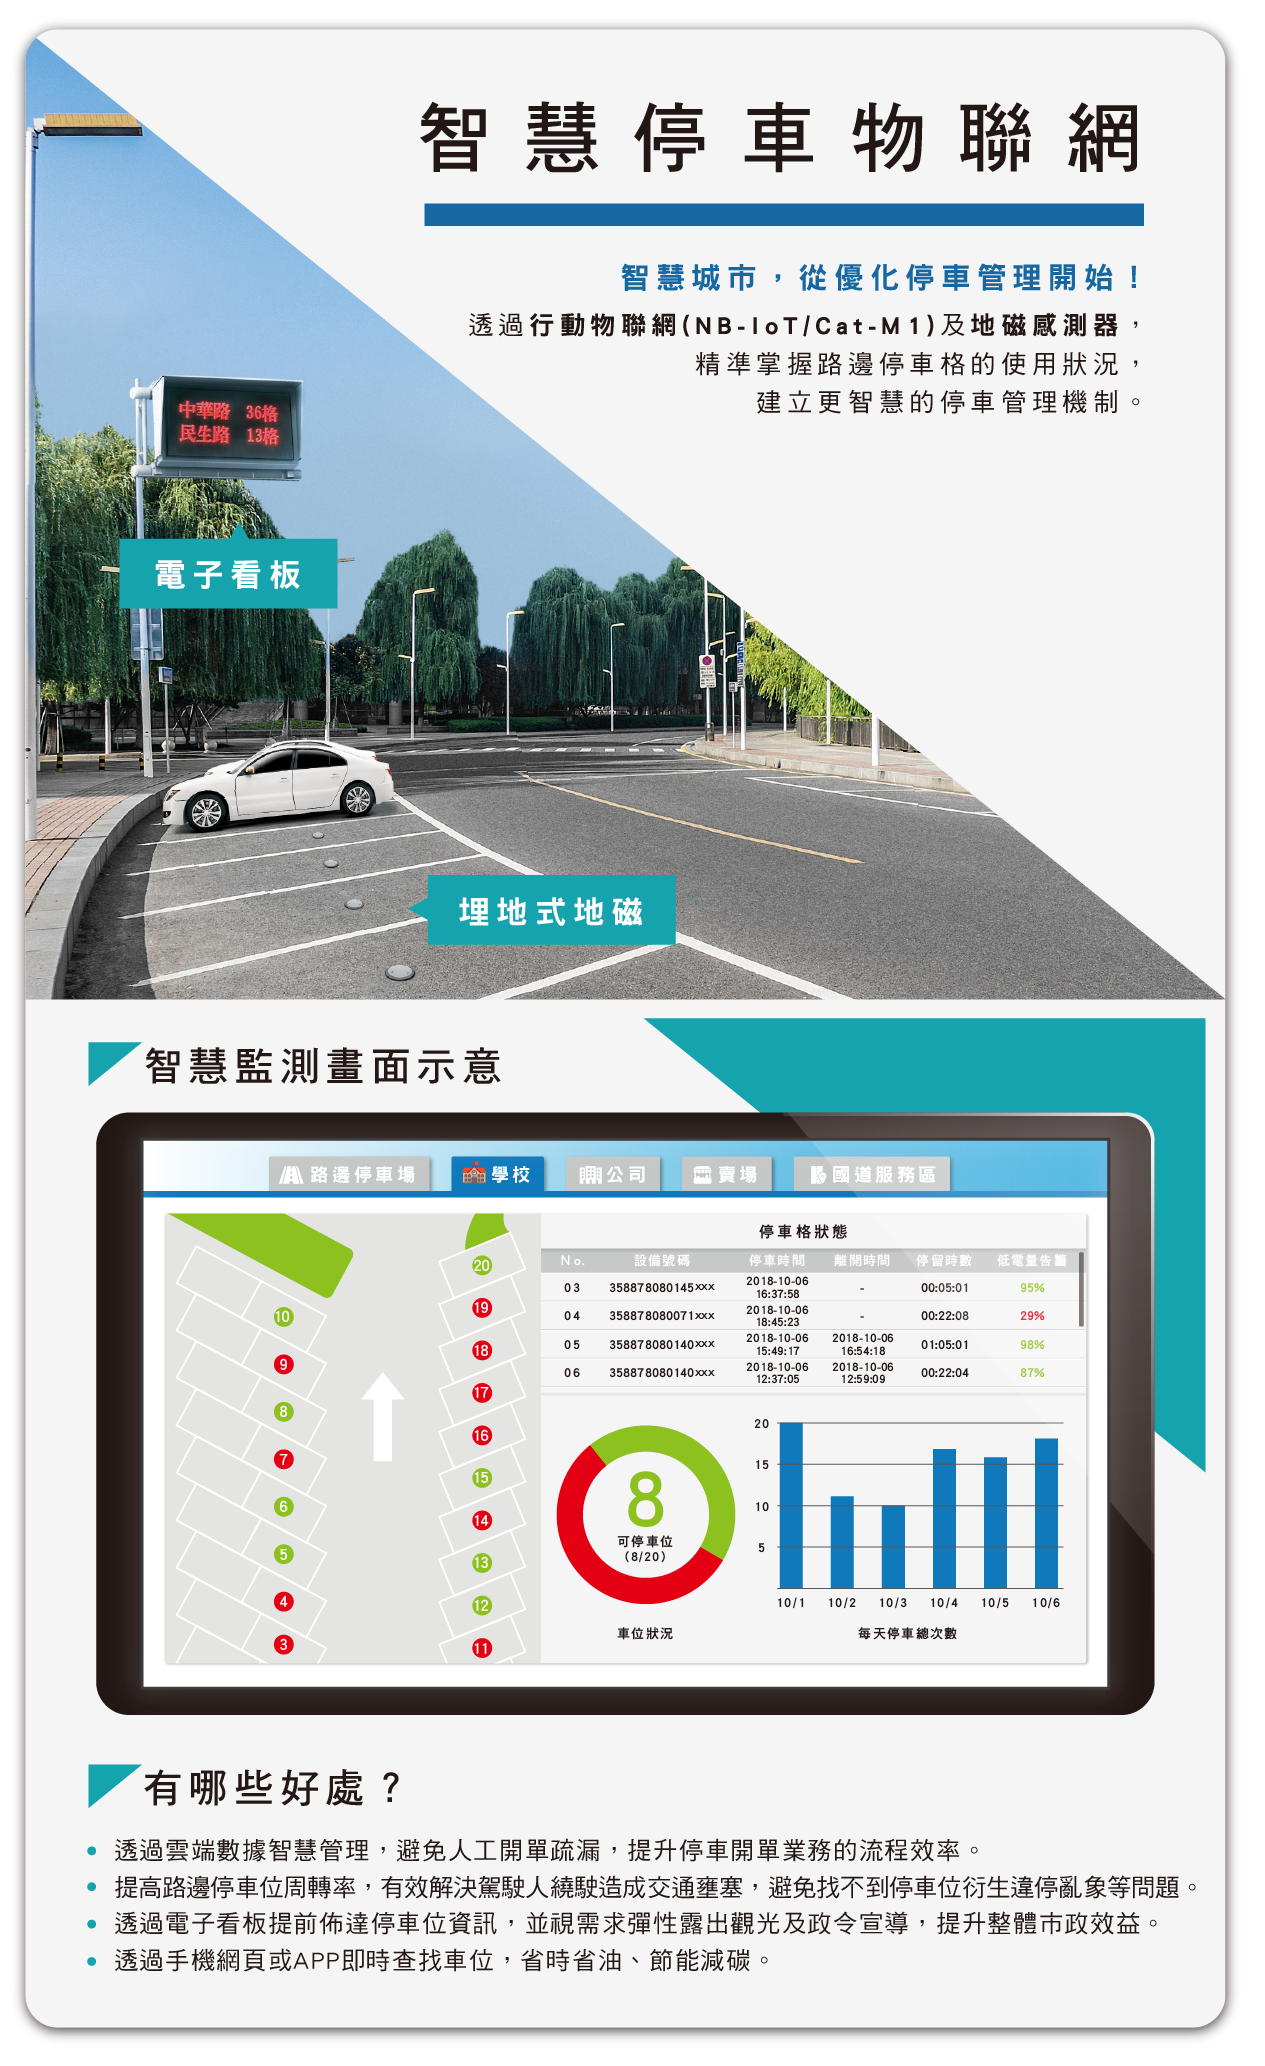 智慧停車物聯網
智慧城市，從優化停車管理開始！
透過行動物聯網(NB-IoT/Cat-M1)及地磁感測器，
精準掌握路邊停車格的使用狀況，
建立更智慧的停車管理機制。
中華路 36格
民生路 13格
電子看板
埋地式地磁
智慧監測畫面示意
路邊停車場 學校 公司 賣場 國道服務區
停車格狀態
No. 設備號碼 停車時間 離開時間 停留時數 低電量告警
03 358878080145xxx 2018-10-06 16:37:58 - 00:05:01 95%
04 358878080071xxx 2018-10-06 18:45:23 - 00:22:08 29%
05 358878080140xxx 2018-10-06 15:49:17 2018-10-06 16:54:18 01:05:01 98%
06 358878080140xxx 2018-10-06 12:37:05 2018-10-06 12:59:09 00:22:04 87%
20
10
19
9
18
8
17
7
16
6
15
5
14
4
13
3
12
11
8
可停車位
(8/20)
車位狀況
20
15
10
5
10/1 10/2 10/3 10/4 10/5 10/6
每天停車總次數
有哪些好處？
• 透過雲端數據智慧管理，避免人工開單疏漏，提升停車開單業務的流程效率。
• 提高路邊停車位周轉率，有效解決駕駛人繞駛造成交通壅塞，避免找不到停車位衍生違停亂象等問題。
• 透過電子看板提前佈達停車位資訊，並視需求彈性露出觀光及政令宣導，提升整體市政效益。
• 透過手機網頁或APP即時查找車位，省時省油、節能減碳。